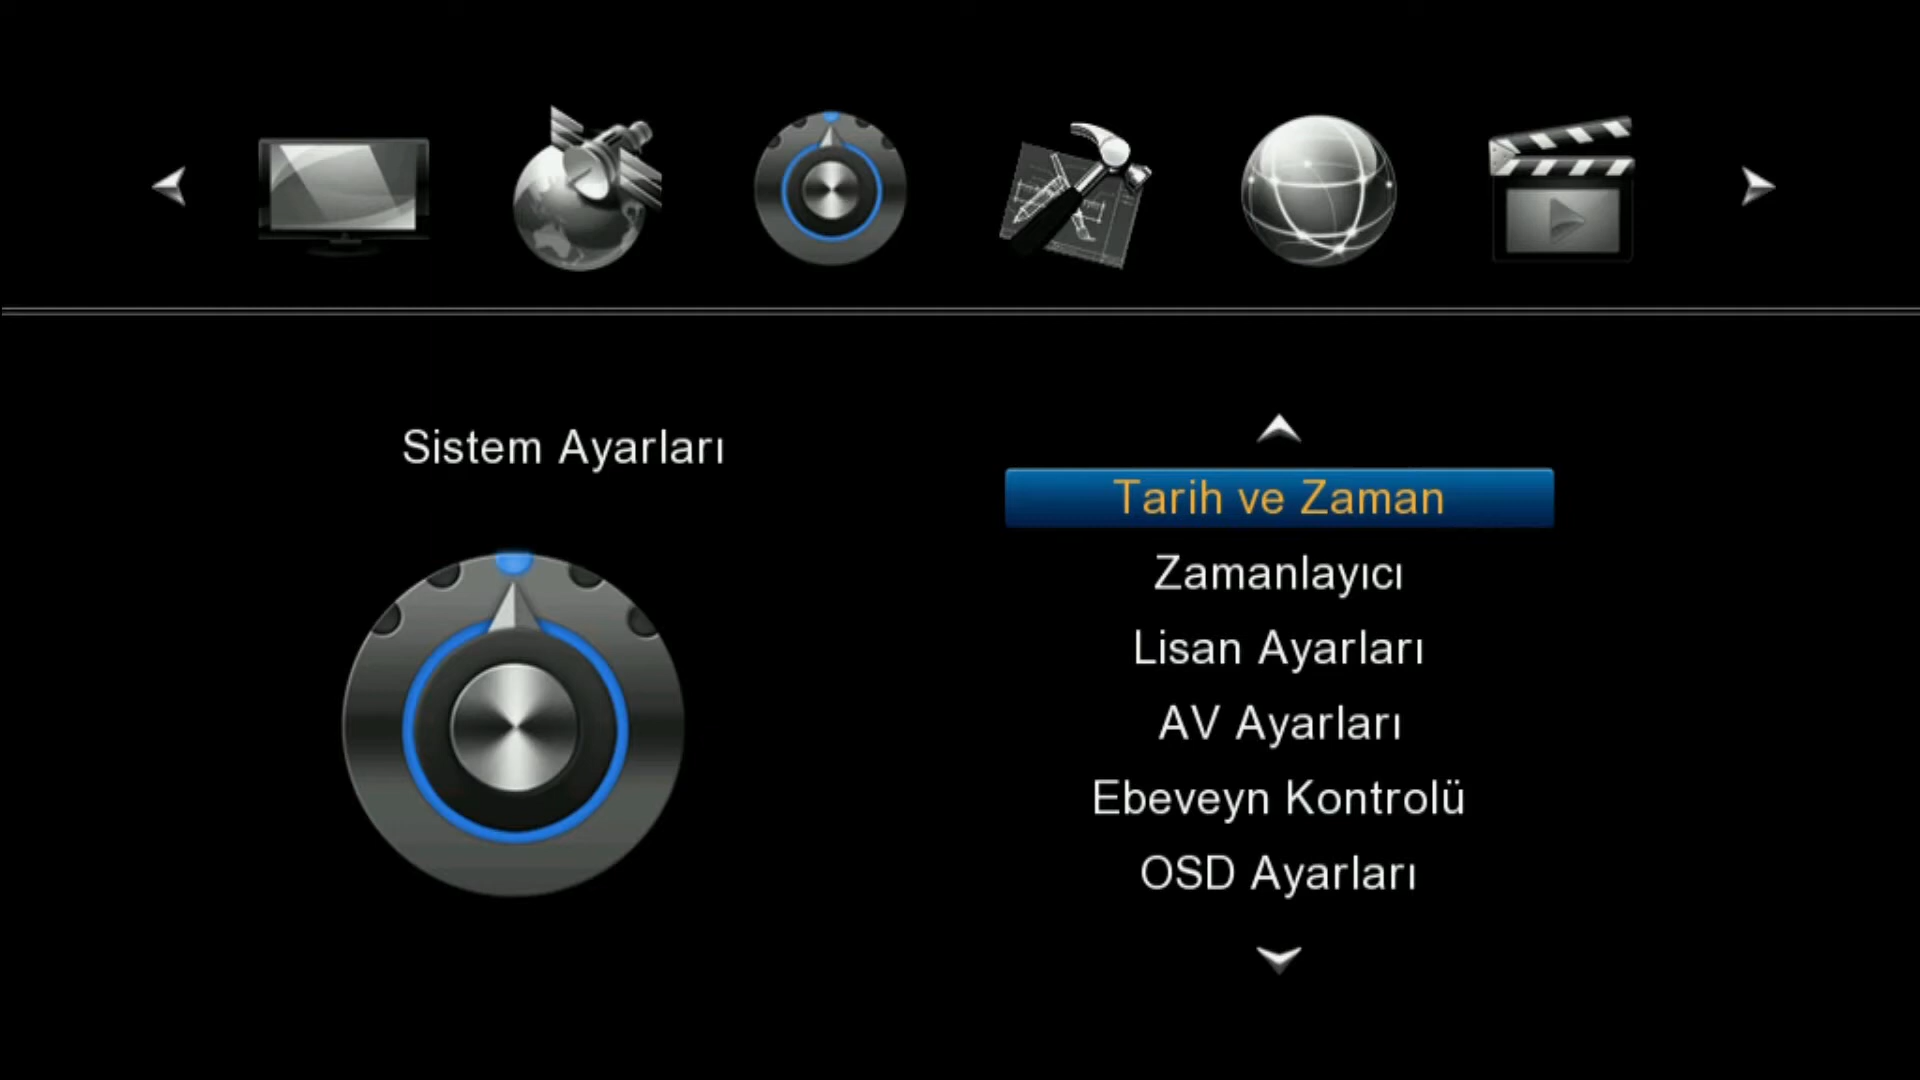 Sistem Ayarları
Tarih ve Zaman
Zamanlayıcı
Lisan Ayarları
AV Ayarları
Ebeveyn Kontrolü
OSD Ayarları